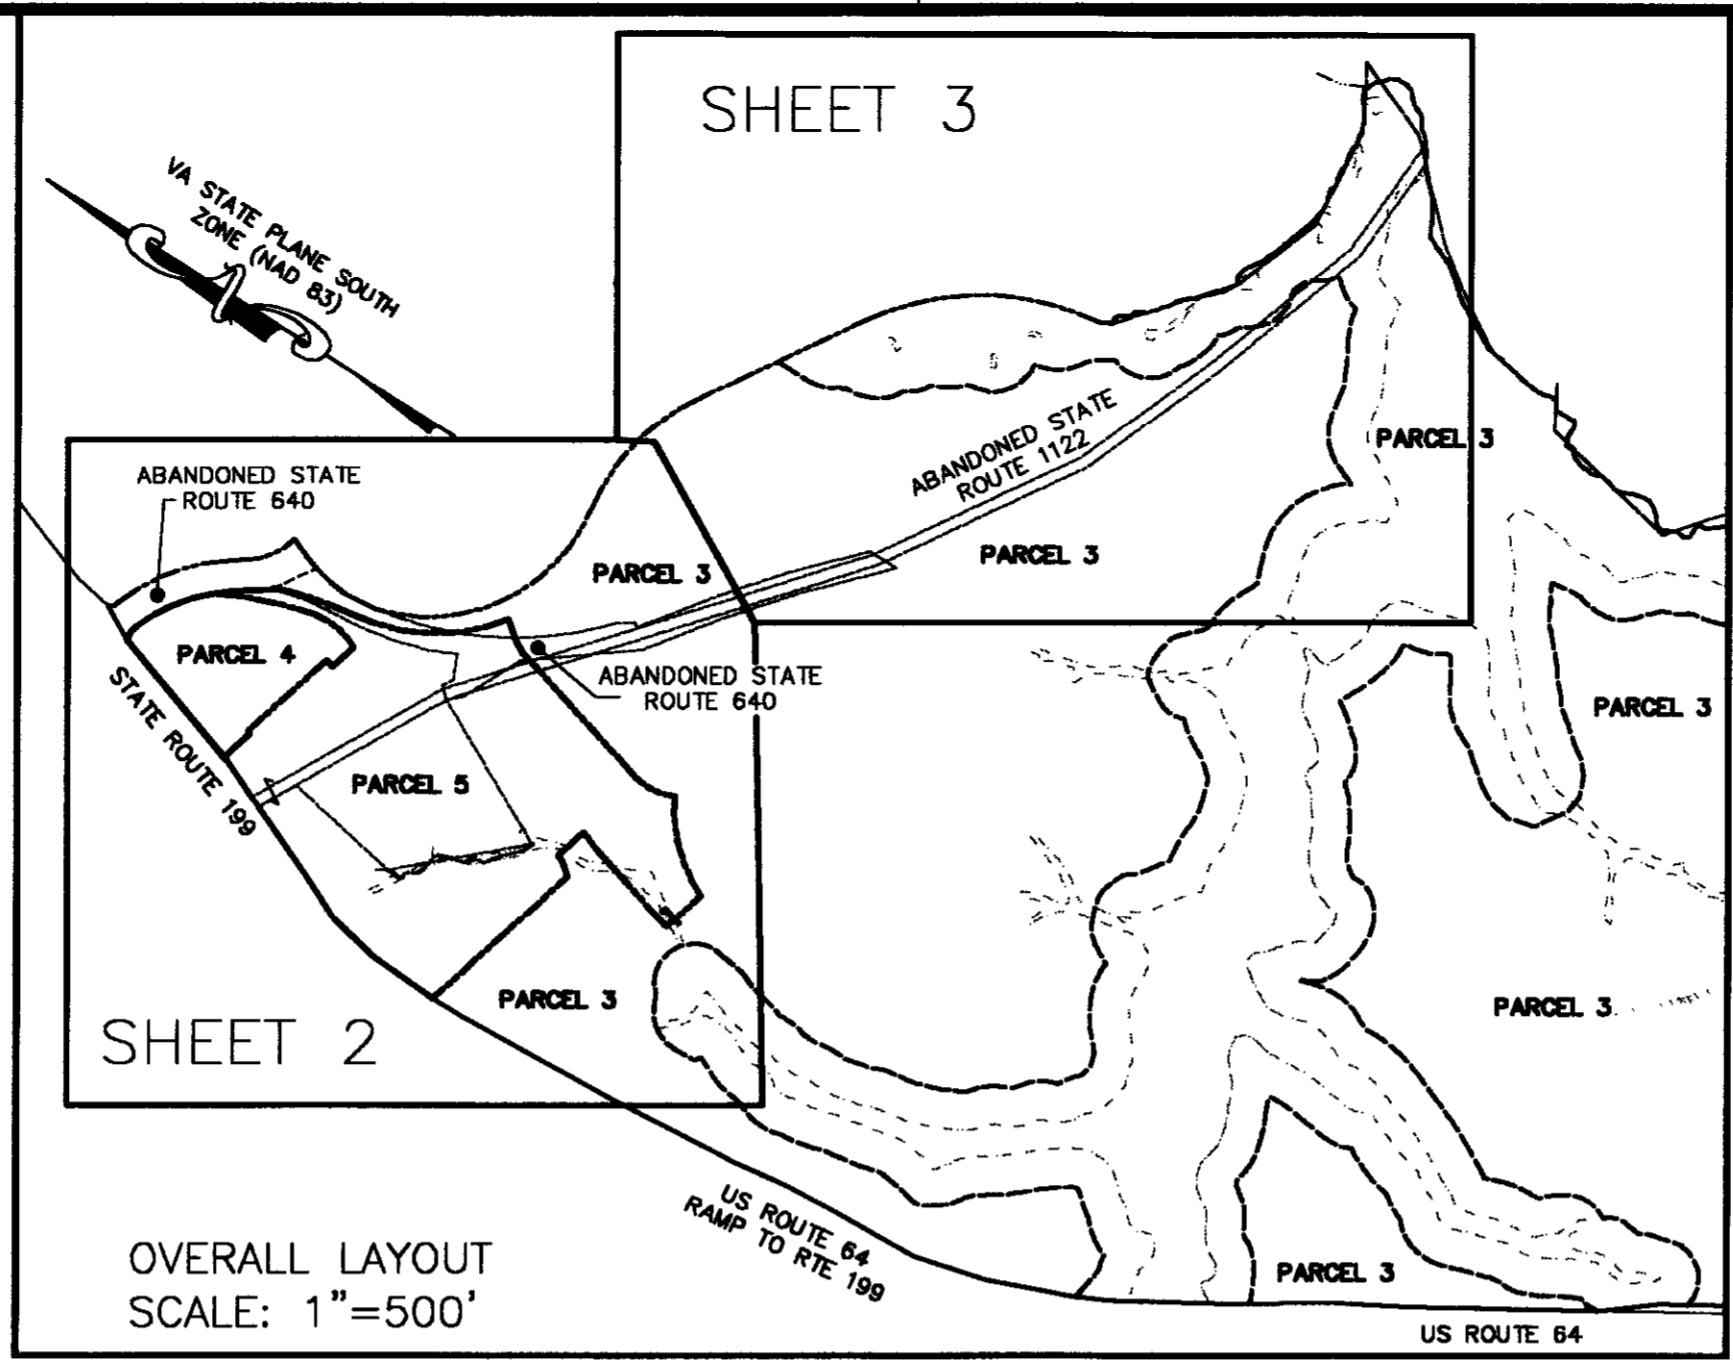 SHEET 3
VA STATE PLANE SOUTH
ZONE (NAD 83)
ABANDONED STATE
ROUTE 1122
PARCEL 3
ABANDONED STATE
ROUTE 640
PARCEL 3
PARCEL 3
PARCEL 4
ABANDONED STATE
ROUTE 640
STATE ROUTE 199
PARCEL 3
PARCEL 5
PARCEL 3
PARCEL 3
SHEET 2
US ROUTE 64
RAMP TO RTE 199
PARCEL 3
OVERALL LAYOUT
SCALE: 1"=500'
US ROUTE 64